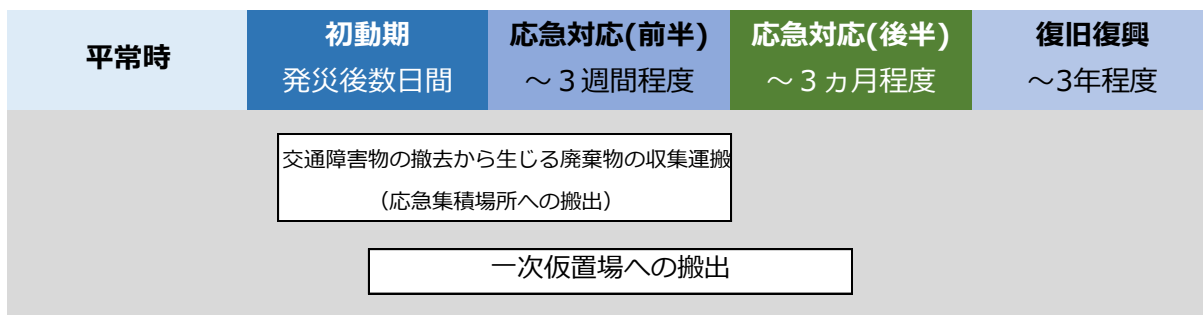 平常時
初動期
発災後数日間
応急対応(前半)
～３週間程度
応急対応(後半)
～３ヵ月程度
復旧復興
～3年程度
交通障害物の撤去から生じる廃棄物の収集運搬
（応急集積場所への搬出）
一次仮置場への搬出